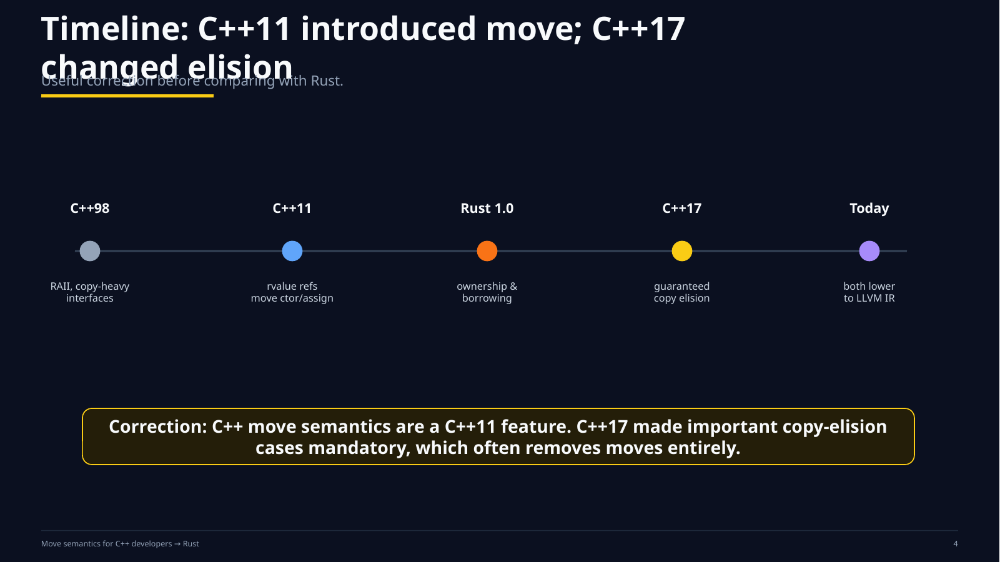 Timeline: C++11 introduced move; C++17
changed elision
Useful correction before comparing with Rust.
C++98
C++11
Rust 1.0
C++17
Today
RAII, copy-heavy
interfaces
rvalue refs
move ctor/assign
ownership &
borrowing
guaranteed
copy elision
both lower
to LLVM IR
Correction: C++ move semantics are a C++11 feature. C++17 made important copy-elision
cases mandatory, which often removes moves entirely.
Move semantics for C++ developers → Rust
4